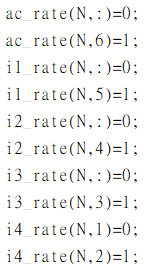 ac_rate(N,:)=0;
ac_rate(N,6)=1;
i1_rate(N,:)=0;
i1_rate(N,5)=1;
i2_rate(N,:)=0;
i2_rate(N,4)=1;
i3_rate(N,:)=0;
i3_rate(N,3)=1;
i4_rate(N,1)=0;
i4_rate(N,2)=1;